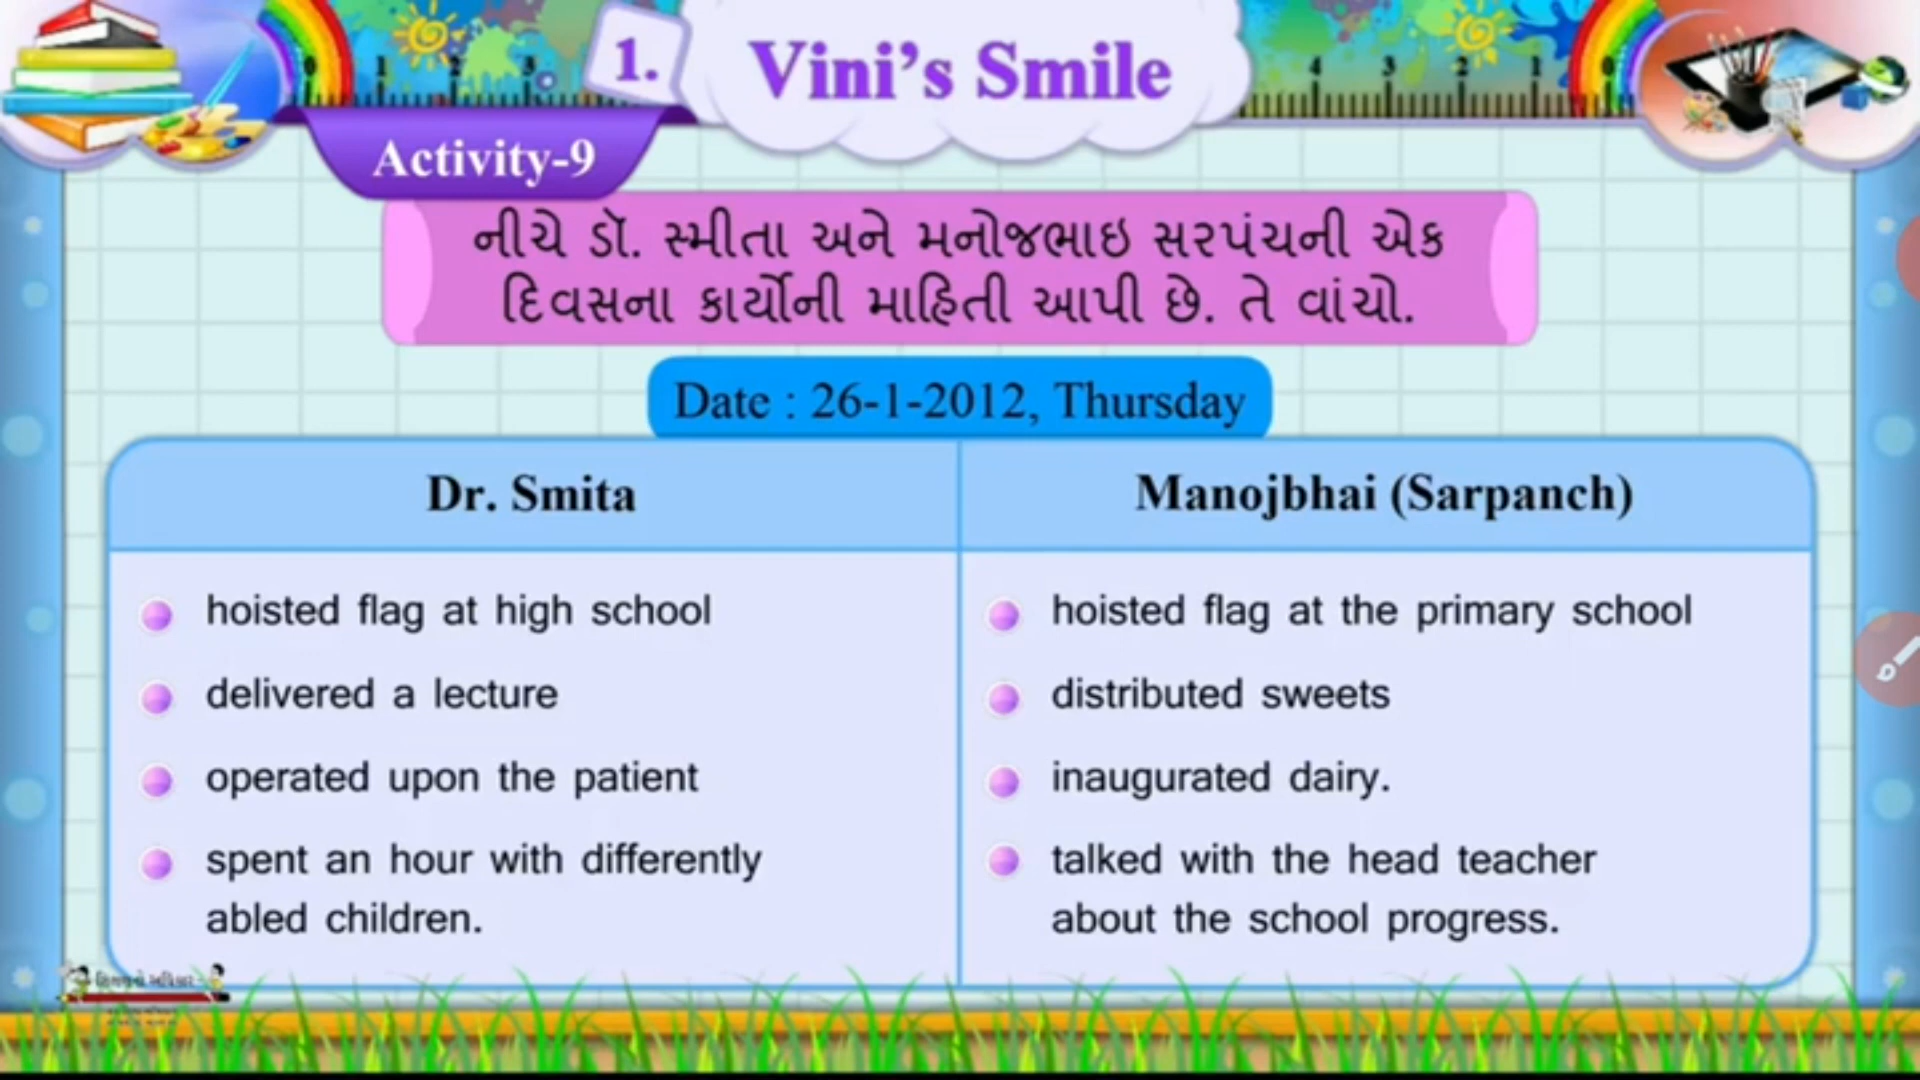 1.
Vini's Smile
Activity-9
નીચે ડૉ. સ્મીતા અને મનોજભાઇ સરપંચની એક
દિવસના કાર્યોની માહિતી આપી છે. તે વાંચો.
Date : 26-1-2012, Thursday
Dr. Smita
hoisted flag at high school
delivered a lecture
operated upon the patient
spent an hour with differently
abled children.
Manojbhai (Sarpanch)
hoisted flag at the primary school
distributed sweets
inaugurated dairy.
talked with the head teacher
about the school progress.